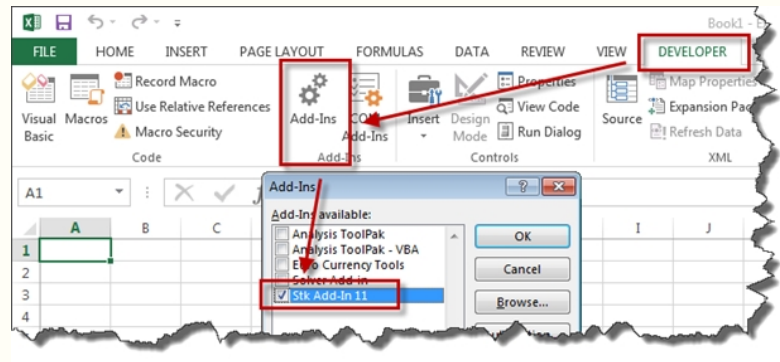 Book1 - E
FILE HOME INSERT PAGE LAYOUT FORMULAS DATA REVIEW VIEW DEVELOPER
Visual Basic
Macros
Record Macro
Use Relative References
Macro Security
Code
Add-Ins
COM Add-Ins
Add-Ins
Insert
Design Mode
Properties
View Code
Run Dialog
Controls
Source
Map Properties
Expansion Pac
Refresh Data
XML
A1
A B C I J
1
2
3
4
Add-Ins
?
Add-Ins available:
Analysis ToolPak
Analysis ToolPak - VBA
Euro Currency Tools
Solver Add-in
Stk Add-In 11
OK
Cancel
Browse...